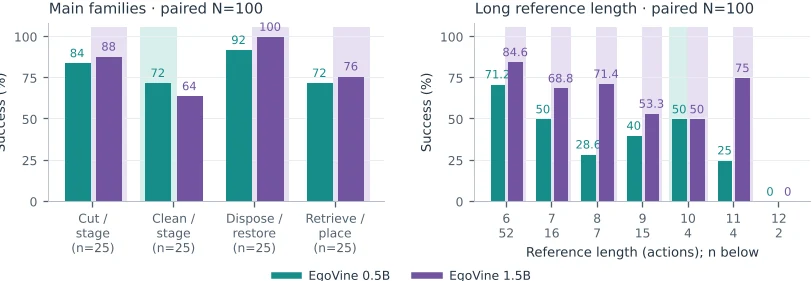 Main families · paired N=100
Success (%)
100
75
50
25
0
84
88
72
64
92
100
72
76
Cut /
stage
(n=25)
Clean /
stage
(n=25)
Dispose /
restore
(n=25)
Retrieve /
place
(n=25)
Long reference length · paired N=100
Success (%)
100
75
50
25
0
71.2
84.6
50
68.8
28.6
71.4
40
53.3
50
50
25
75
0
0
6
52
7
16
8
7
9
15
10
4
11
4
12
2
Reference length (actions); n below
EgoVine 0.5B
EgoVine 1.5B